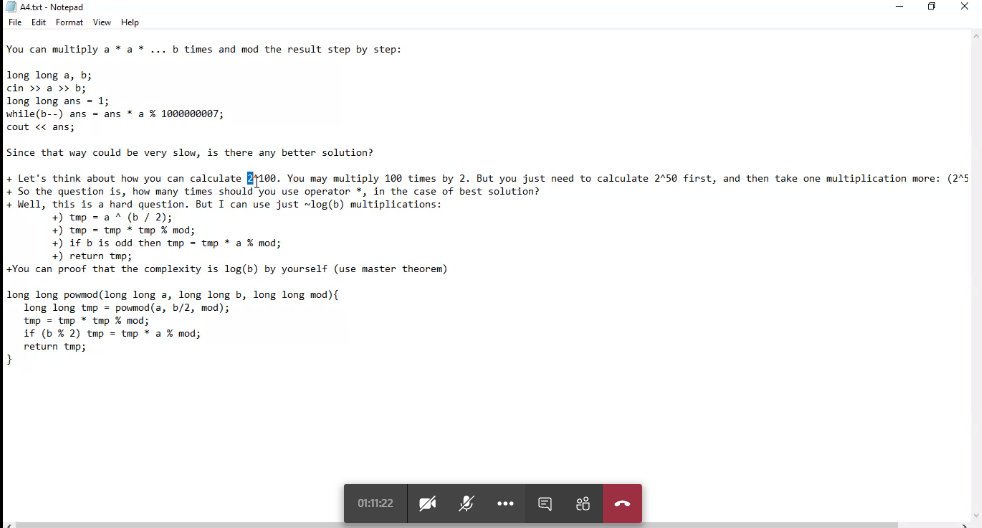 A4.txt - Notepad
File Edit Format View Help
You can multiply a * a * ... b times and mod the result step by step:
long long a, b;
cin >> a >> b;
long long ans = 1;
while(b--) ans = ans * a % 1000000007;
cout << ans;
Since that way could be very slow, is there any better solution?
+ Let's think about how you can calculate 2^100. You may multiply 100 times by 2. But you just need to calculate 2^50 first, and then take one multiplication more: (2^5
+ So the question is, how many times should you use operator *, in the case of best solution?
+ Well, this is a hard question. But I can use just ~log(b) multiplications:
+) tmp = a ^ (b / 2);
+) tmp = tmp * tmp % mod;
+) if b is odd then tmp = tmp * a % mod;
+) return tmp;
+You can proof that the complexity is log(b) by yourself (use master theorem)
long long powmod(long long a, long long b, long long mod){
long long tmp = powmod(a, b/2, mod);
tmp = tmp * tmp % mod;
if (b % 2) tmp = tmp * a % mod;
return tmp;
}
01:11:22